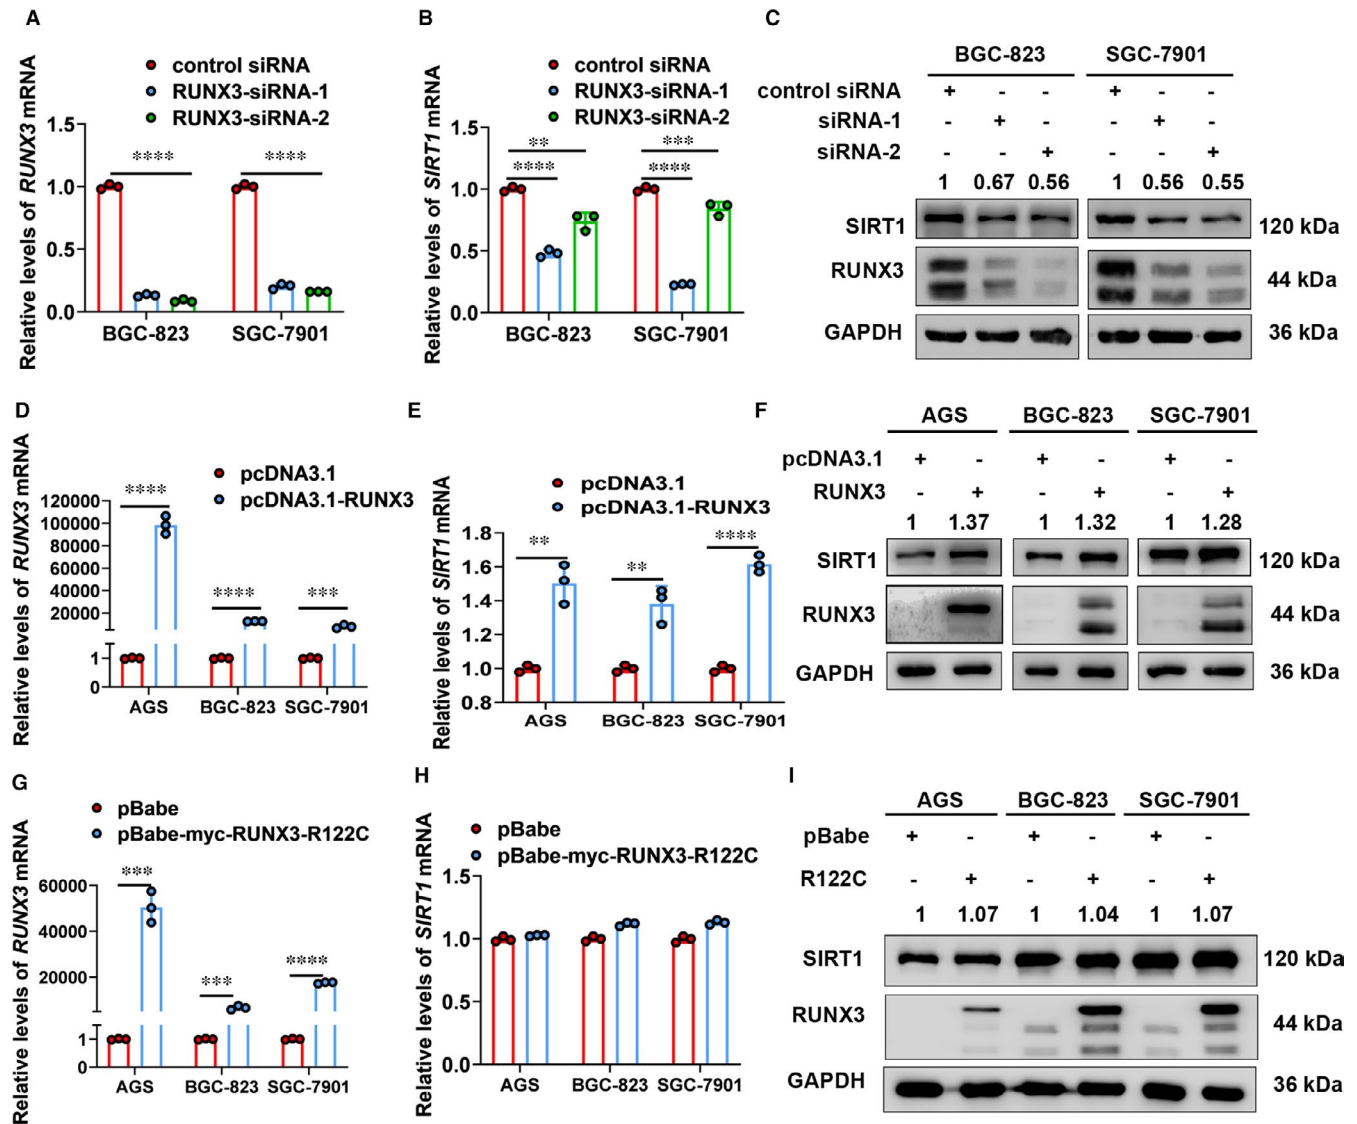 A
Relative levels of RUNX3 mRNA
control siRNA
RUNX3-siRNA-1
RUNX3-siRNA-2
1.5
1.0
0.5
0.0
**** ****
BGC-823 SGC-7901
B
Relative levels of SIRT1 mRNA
control siRNA
RUNX3-siRNA-1
RUNX3-siRNA-2
1.5
1.0
0.5
0.0
** ***
**** ****
BGC-823 SGC-7901
C
BGC-823 SGC-7901
control siRNA + - - + - -
siRNA-1 - + - - + -
siRNA-2 - - + - - +
1 0.67 0.56 1 0.56 0.55
SIRT1 120 kDa
RUNX3 44 kDa
GAPDH 36 kDa
D
Relative levels of RUNX3 mRNA
pcDNA3.1
pcDNA3.1-RUNX3
120000
100000
80000
60000
40000
20000
1
0
**** **** ***
AGS BGC-823 SGC-7901
E
Relative levels of SIRT1 mRNA
pcDNA3.1
pcDNA3.1-RUNX3
1.8
1.6
1.4
1.2
1.0
0.8
** ** ****
AGS BGC-823 SGC-7901
F
AGS BGC-823 SGC-7901
pcDNA3.1 + - + - + -
RUNX3 - + - + - +
1 1.37 1 1.32 1 1.28
SIRT1 120 kDa
RUNX3 44 kDa
GAPDH 36 kDa
G
Relative levels of RUNX3 mRNA
pBabe
pBabe-myc-RUNX3-R122C
60000
20000
1
0
*** *** ****
AGS BGC-823 SGC-7901
H
Relative levels of SIRT1 mRNA
pBabe
pBabe-myc-RUNX3-R122C
1.5
1.0
0.5
0.0
AGS BGC-823 SGC-7901
I
AGS BGC-823 SGC-7901
pBabe + - + - + -
R122C - + - + - +
1 1.07 1 1.04 1 1.07
SIRT1 120 kDa
RUNX3 44 kDa
GAPDH 36 kDa